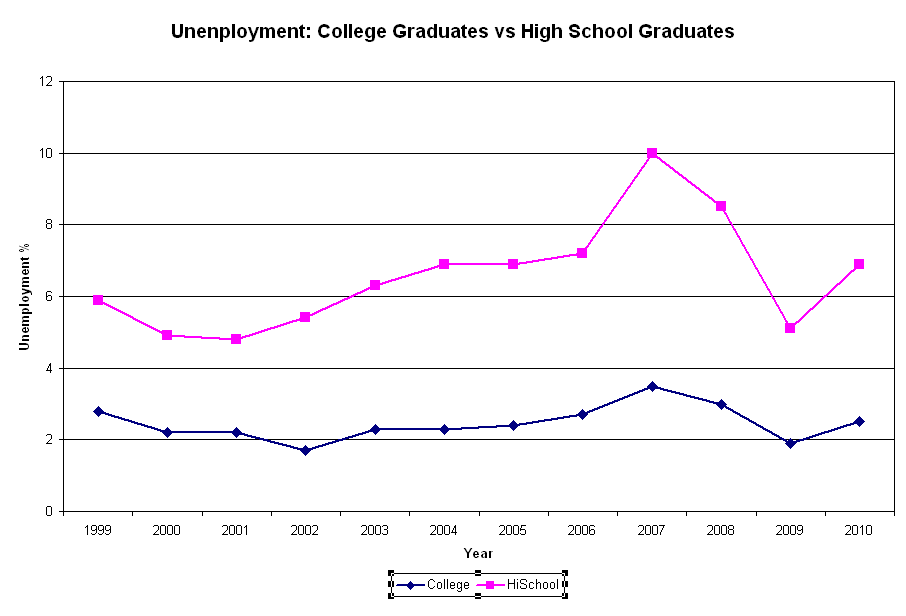 Unenployment: College Graduates vs High School Graduates
12
10
8
6
4
2
0
Unemployment %
1999 2000 2001 2002 2003 2004 2005 2006 2007 2008 2009 2010
Year
College HiSchool